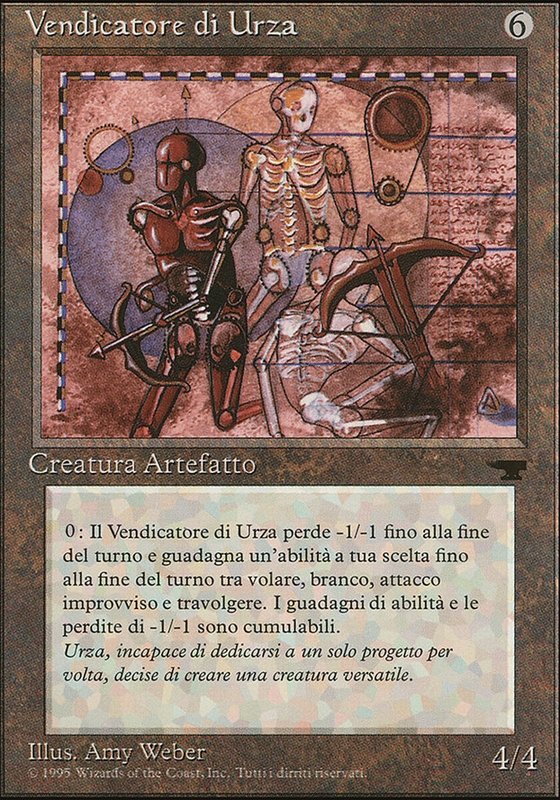 Vendicatore di Urza 6
Creatura Artefatto
0: Il Vendicatore di Urza perde -1/-1 fino alla fine
del turno e guadagna un'abilità a tua scelta fino
alla fine del turno tra volare, branco, attacco
improvviso e travolgere. I guadagni di abilità e le
perdite di -1/-1 sono cumulabili.
Urza, incapace di dedicarsi a un solo progetto per
volta, decise di creare una creatura versatile.
Illus. Amy Weber
4/4
© 1995 Wizards of the Coast, Inc. Tutti i dirriti riservati.